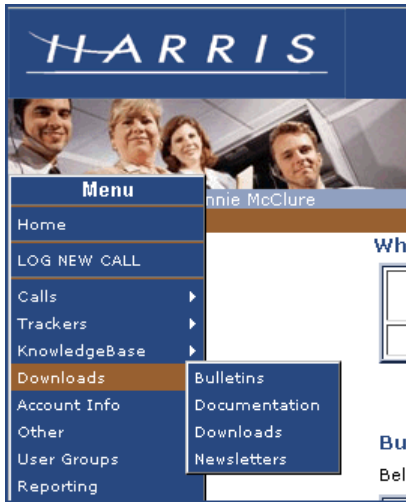 HARRIS
Menu
nnie McClure
Home
LOG NEW CALL
Wh
Calls
Trackers
KnowledgeBase
Downloads
Bulletins
Account Info
Documentation
Other
Downloads
Bu
User Groups
Newsletters
Bel
Reporting